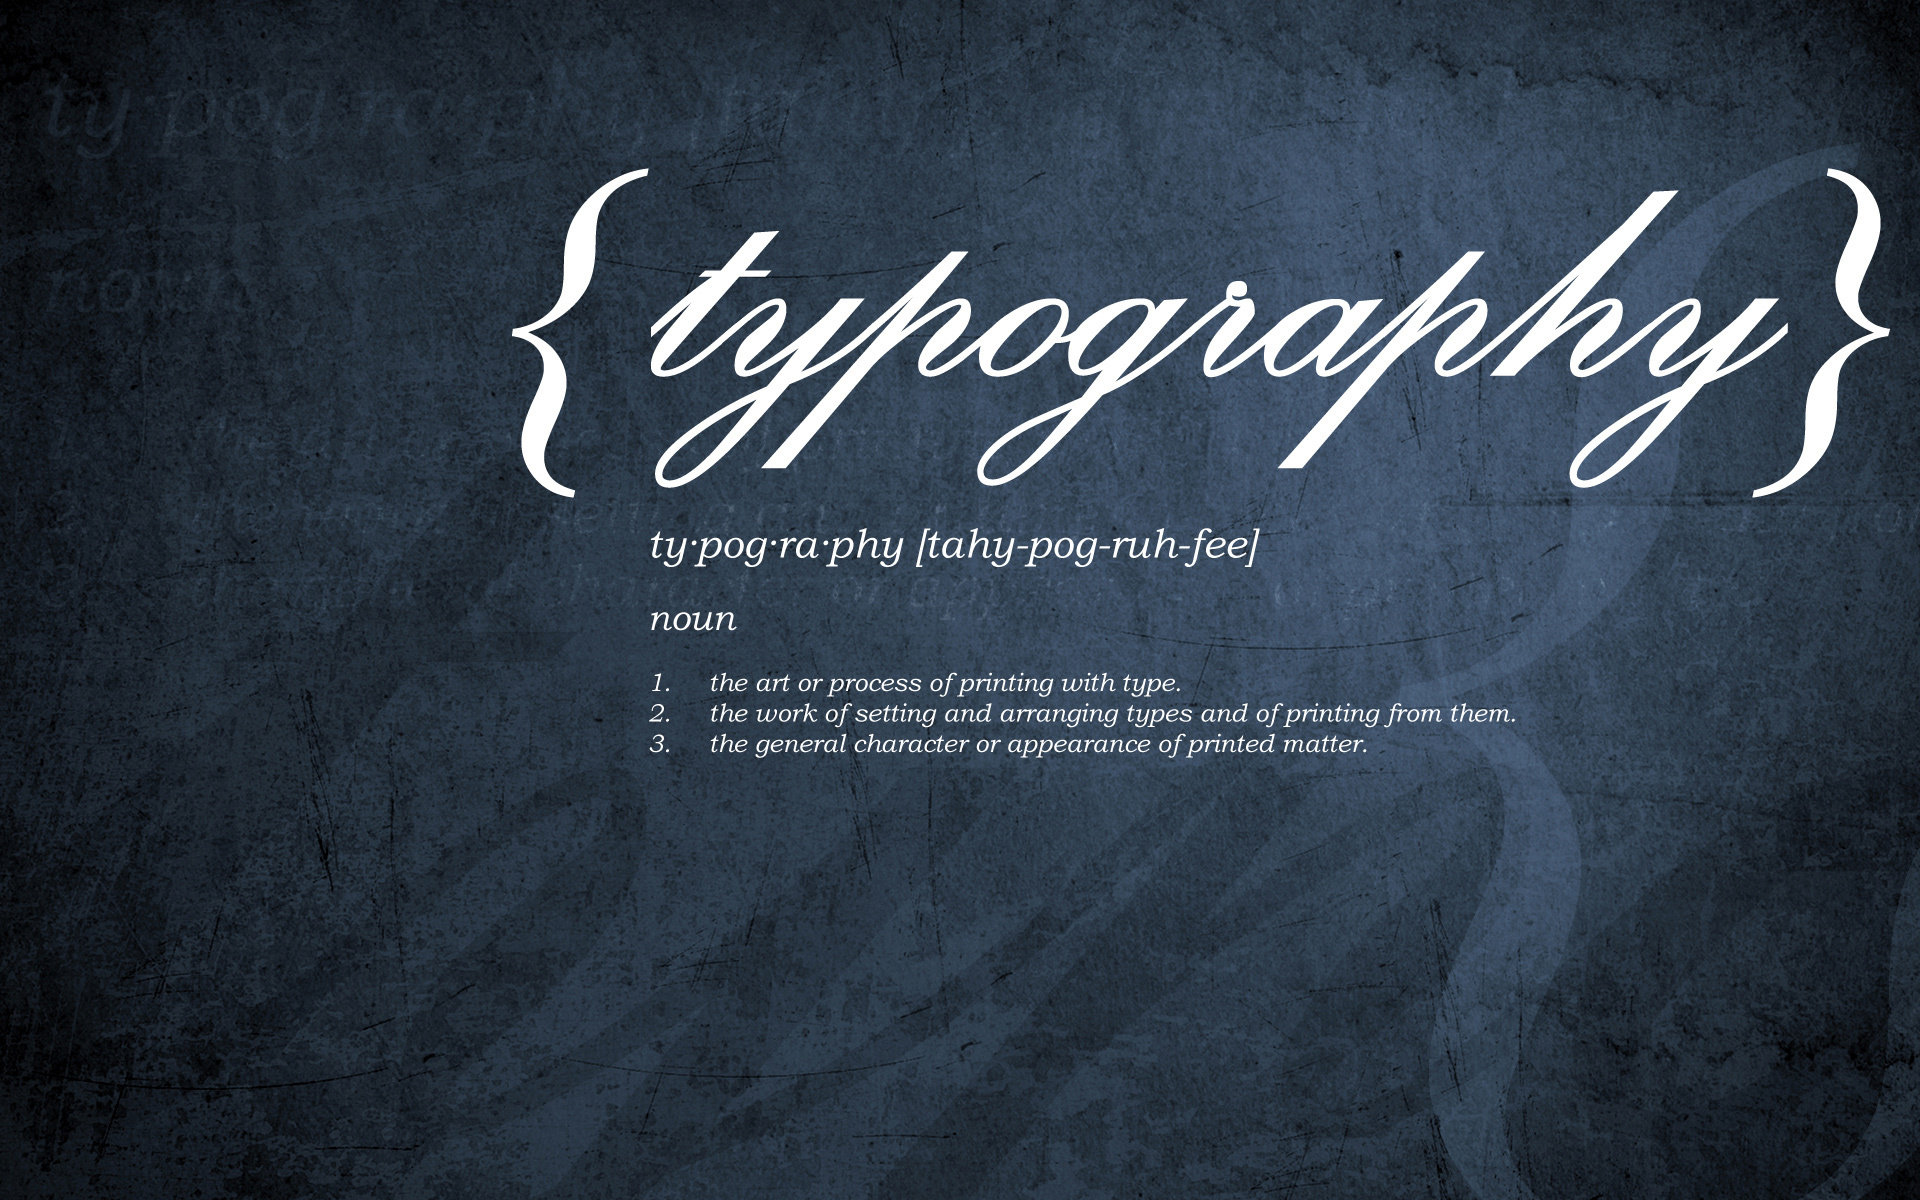 {typography}
ty·pog·ra·phy [tahy-pog-ruh-fee]
noun
1. the art or process of printing with type.
2. the work of setting and arranging types and of printing from them.
3. the general character or appearance of printed matter.